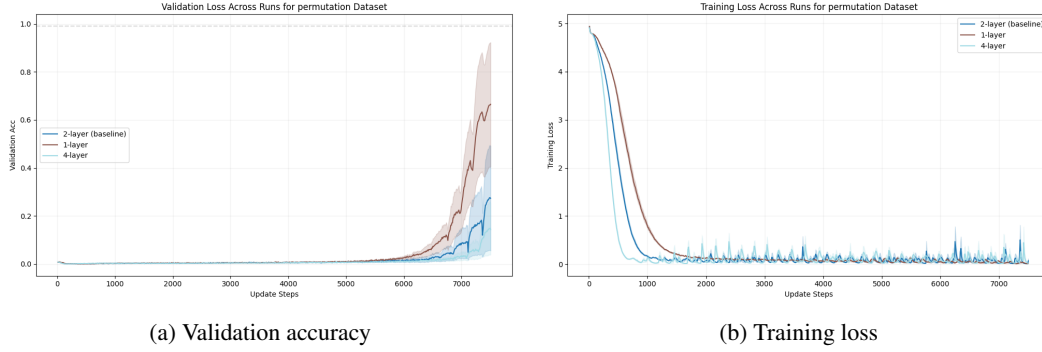 Validation Loss Across Runs for permutation Dataset
1.0
0.8
0.6
0.4
0.2
0.0
Validation Acc
2-layer (baseline)
1-layer
4-layer
0
1000
2000
3000
4000
5000
6000
7000
Update Steps
(a) Validation accuracy
Training Loss Across Runs for permutation Dataset
5
4
3
2
1
0
Training Loss
2-layer (baseline)
1-layer
4-layer
0
1000
2000
3000
4000
5000
6000
7000
Update Steps
(b) Training loss